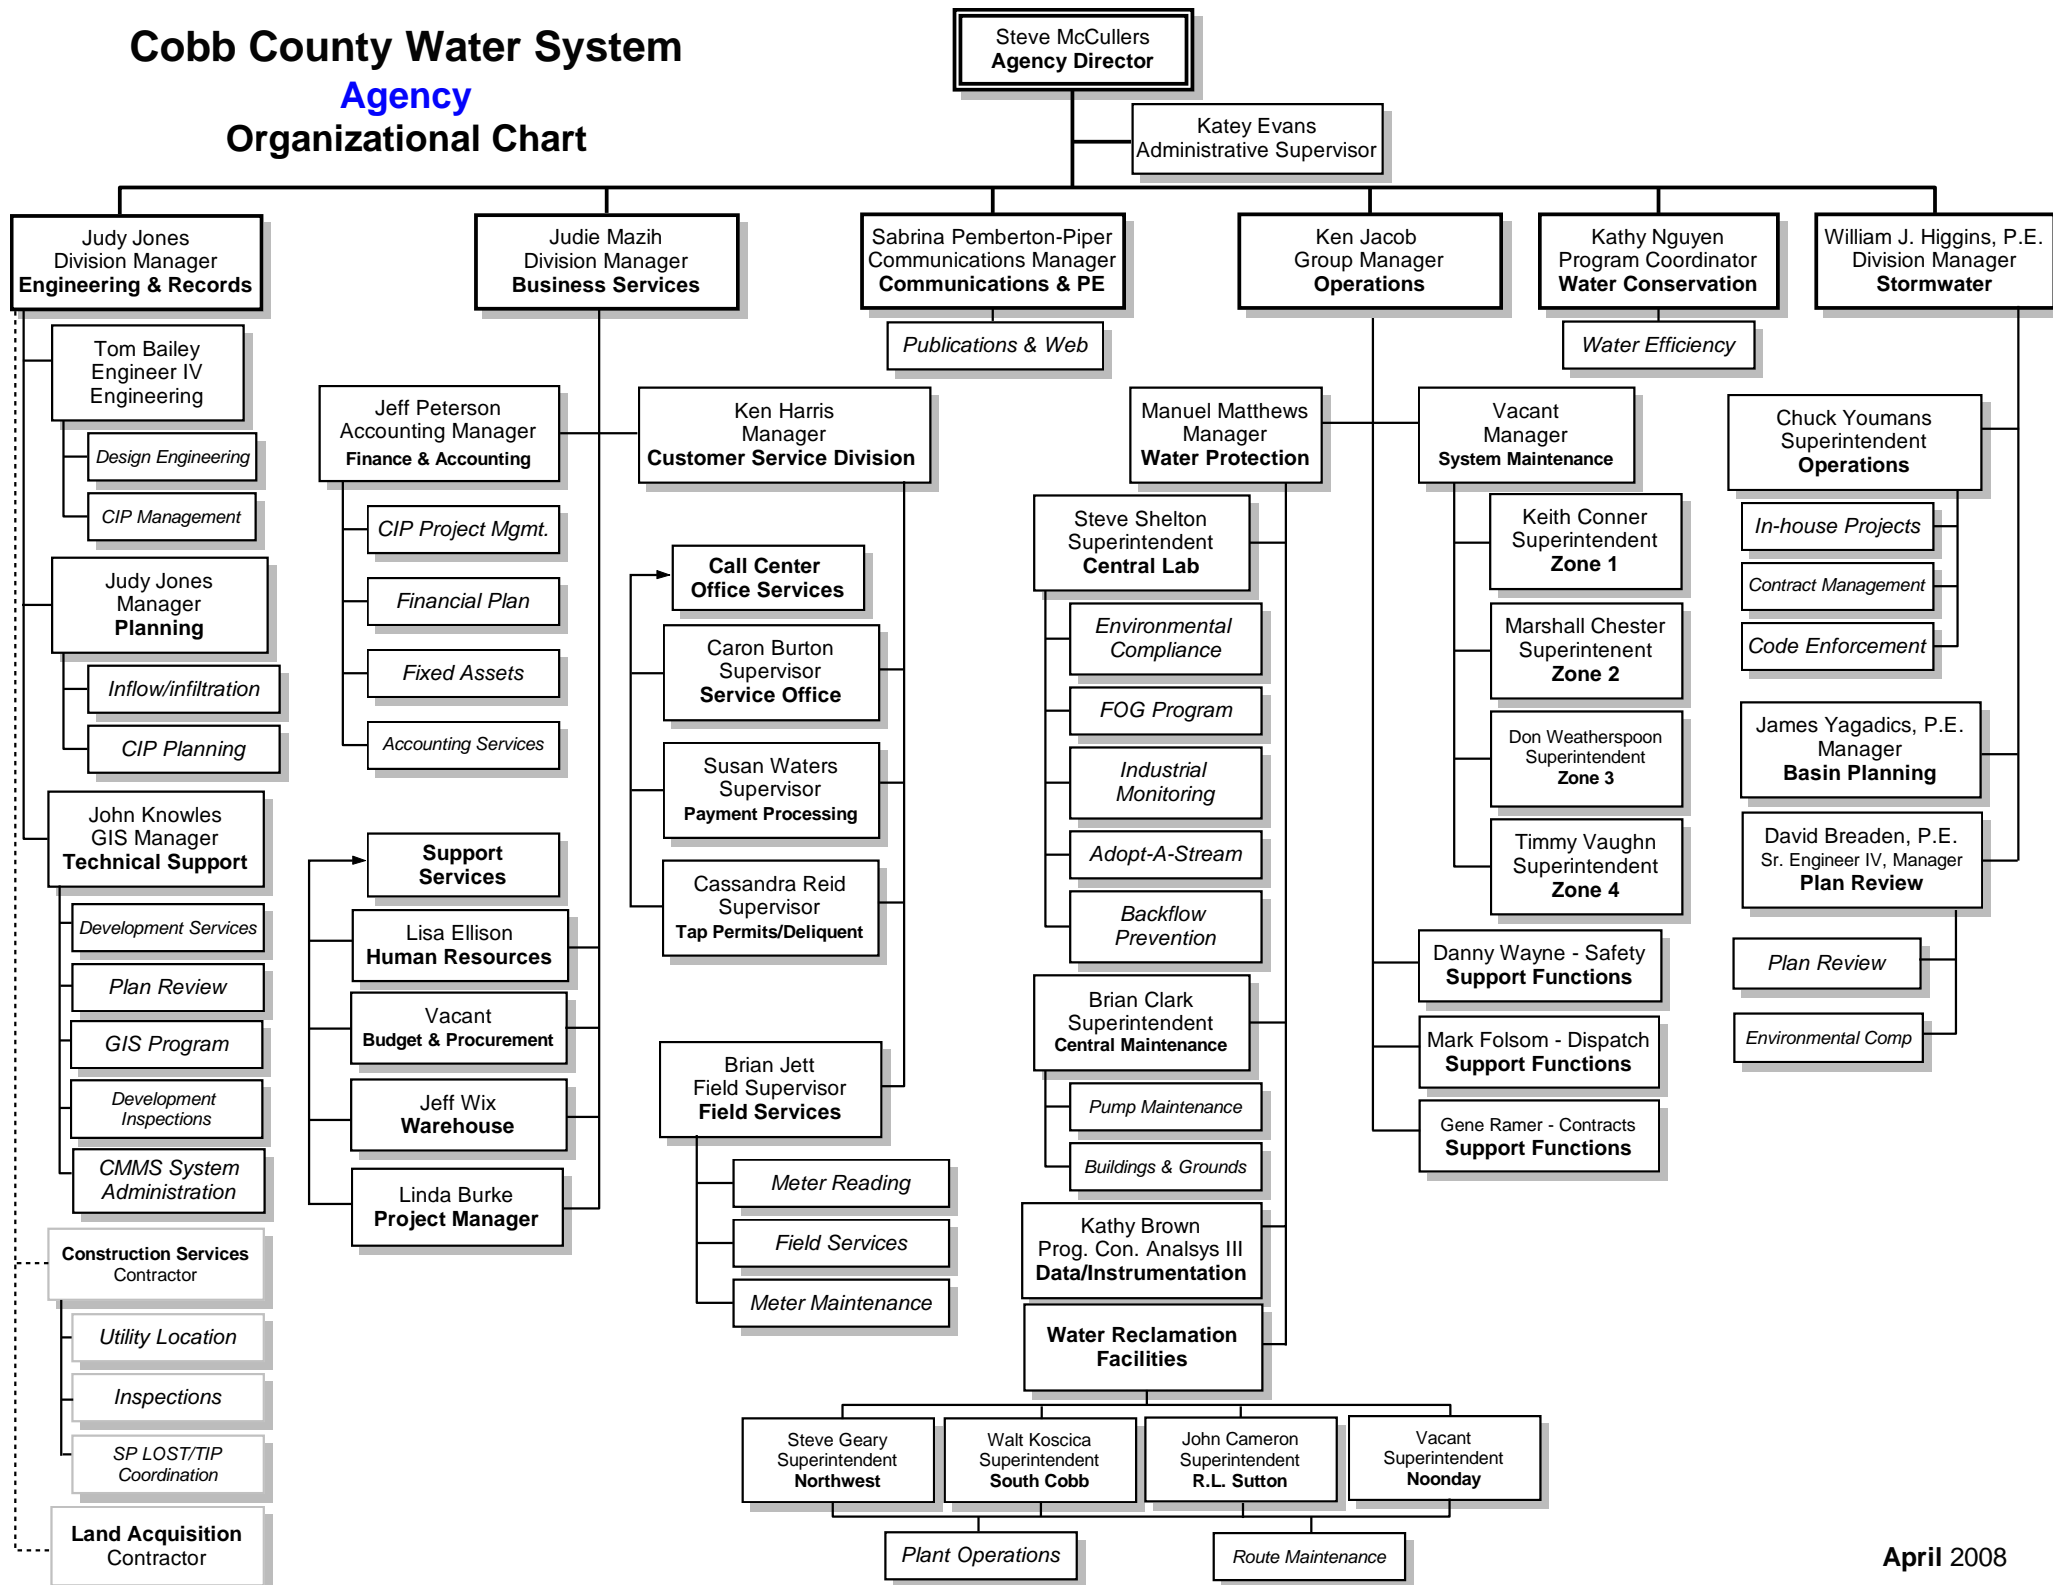 Cobb County Water System
Agency
Organizational Chart
Steve McCullers
Agency Director
Katey Evans
Administrative Supervisor
Judy Jones
Division Manager
Engineering & Records
Judie Mazih
Division Manager
Business Services
Sabrina Pemberton-Piper
Communications Manager
Communications & PE
Ken Jacob
Group Manager
Operations
Kathy Nguyen
Program Coordinator
Water Conservation
William J. Higgins, P.E.
Division Manager
Stormwater
Tom Bailey
Engineer IV
Engineering
Design Engineering
CIP Management
Judy Jones
Manager
Planning
Inflow/infiltration
CIP Planning
John Knowles
GIS Manager
Technical Support
Development Services
Plan Review
GIS Program
Development
Inspections
CMMS System
Administration
Construction Services
Contractor
Utility Location
Inspections
SP LOST/TIP
Coordination
Land Acquisition
Contractor
Jeff Peterson
Accounting Manager
Finance & Accounting
CIP Project Mgmt.
Financial Plan
Fixed Assets
Accounting Services
Support
Services
Lisa Ellison
Human Resources
Vacant
Budget & Procurement
Jeff Wix
Warehouse
Linda Burke
Project Manager
Ken Harris
Manager
Customer Service Division
Call Center
Office Services
Caron Burton
Supervisor
Service Office
Susan Waters
Supervisor
Payment Processing
Cassandra Reid
Supervisor
Tap Permits/Deliquent
Brian Jett
Field Supervisor
Field Services
Meter Reading
Field Services
Meter Maintenance
Publications & Web
Manuel Matthews
Manager
Water Protection
Steve Shelton
Superintendent
Central Lab
Environmental
Compliance
FOG Program
Industrial
Monitoring
Adopt-A-Stream
Backflow
Prevention
Brian Clark
Superintendent
Central Maintenance
Pump Maintenance
Buildings & Grounds
Kathy Brown
Prog. Con. Analsys III
Data/Instrumentation
Water Reclamation
Facilities
Steve Geary
Superintendent
Northwest
Walt Koscica
Superintendent
South Cobb
John Cameron
Superintendent
R.L. Sutton
Vacant
Superintendent
Noonday
Plant Operations
Route Maintenance
Vacant
Manager
System Maintenance
Keith Conner
Superintendent
Zone 1
Marshall Chester
Superintenent
Zone 2
Don Weatherspoon
Superintendent
Zone 3
Timmy Vaughn
Superintendent
Zone 4
Danny Wayne - Safety
Support Functions
Mark Folsom - Dispatch
Support Functions
Gene Ramer - Contracts
Support Functions
Water Efficiency
Chuck Youmans
Superintendent
Operations
In-house Projects
Contract Management
Code Enforcement
James Yagadics, P.E.
Manager
Basin Planning
David Breaden, P.E.
Sr. Engineer IV, Manager
Plan Review
Plan Review
Environmental Comp
April 2008